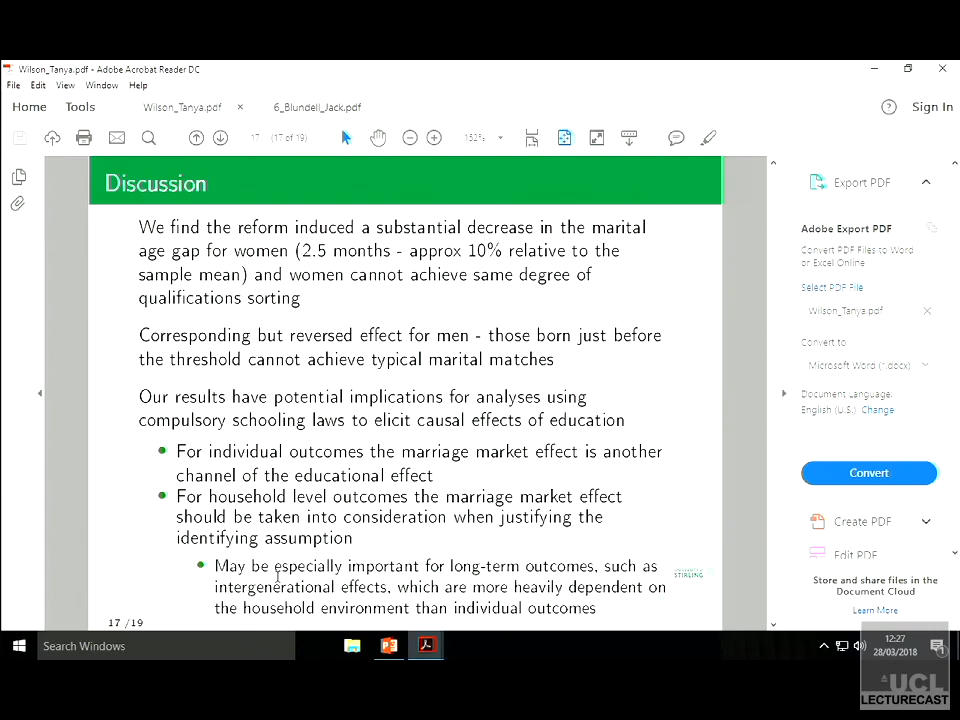 Wilson_Tanya.pdf - Adobe Acrobat Reader DC
File Edit View Window Help
Home Tools Wilson_Tanya.pdf × 6_Blundell_Jack.pdf ? Sign In
17 (17 of 19) 152%
Discussion
We find the reform induced a substantial decrease in the marital
age gap for women (2.5 months - approx 10% relative to the
sample mean) and women cannot achieve same degree of
qualifications sorting
Corresponding but reversed effect for men - those born just before
the threshold cannot achieve typical marital matches
Our results have potential implications for analyses using
compulsory schooling laws to elicit causal effects of education
For individual outcomes the marriage market effect is another
channel of the educational effect
For household level outcomes the marriage market effect
should be taken into consideration when justifying the
identifying assumption
May be especially important for long-term outcomes, such as
intergenerational effects, which are more heavily dependent on
the household environment than individual outcomes
STIRLING
17 /19
Export PDF
Adobe Export PDF
Convert PDF Files to Word
or Excel Online
Select PDF File
Wilson_Tanya.pdf ×
Convert to
Microsoft Word (*.docx)
Document Language:
English (U.S.) Change
Convert
Create PDF
Edit PDF
Store and share files in the
Document Cloud
Learn More
Search Windows
12:27
28/03/2018
1
UCL
LECTURECAST